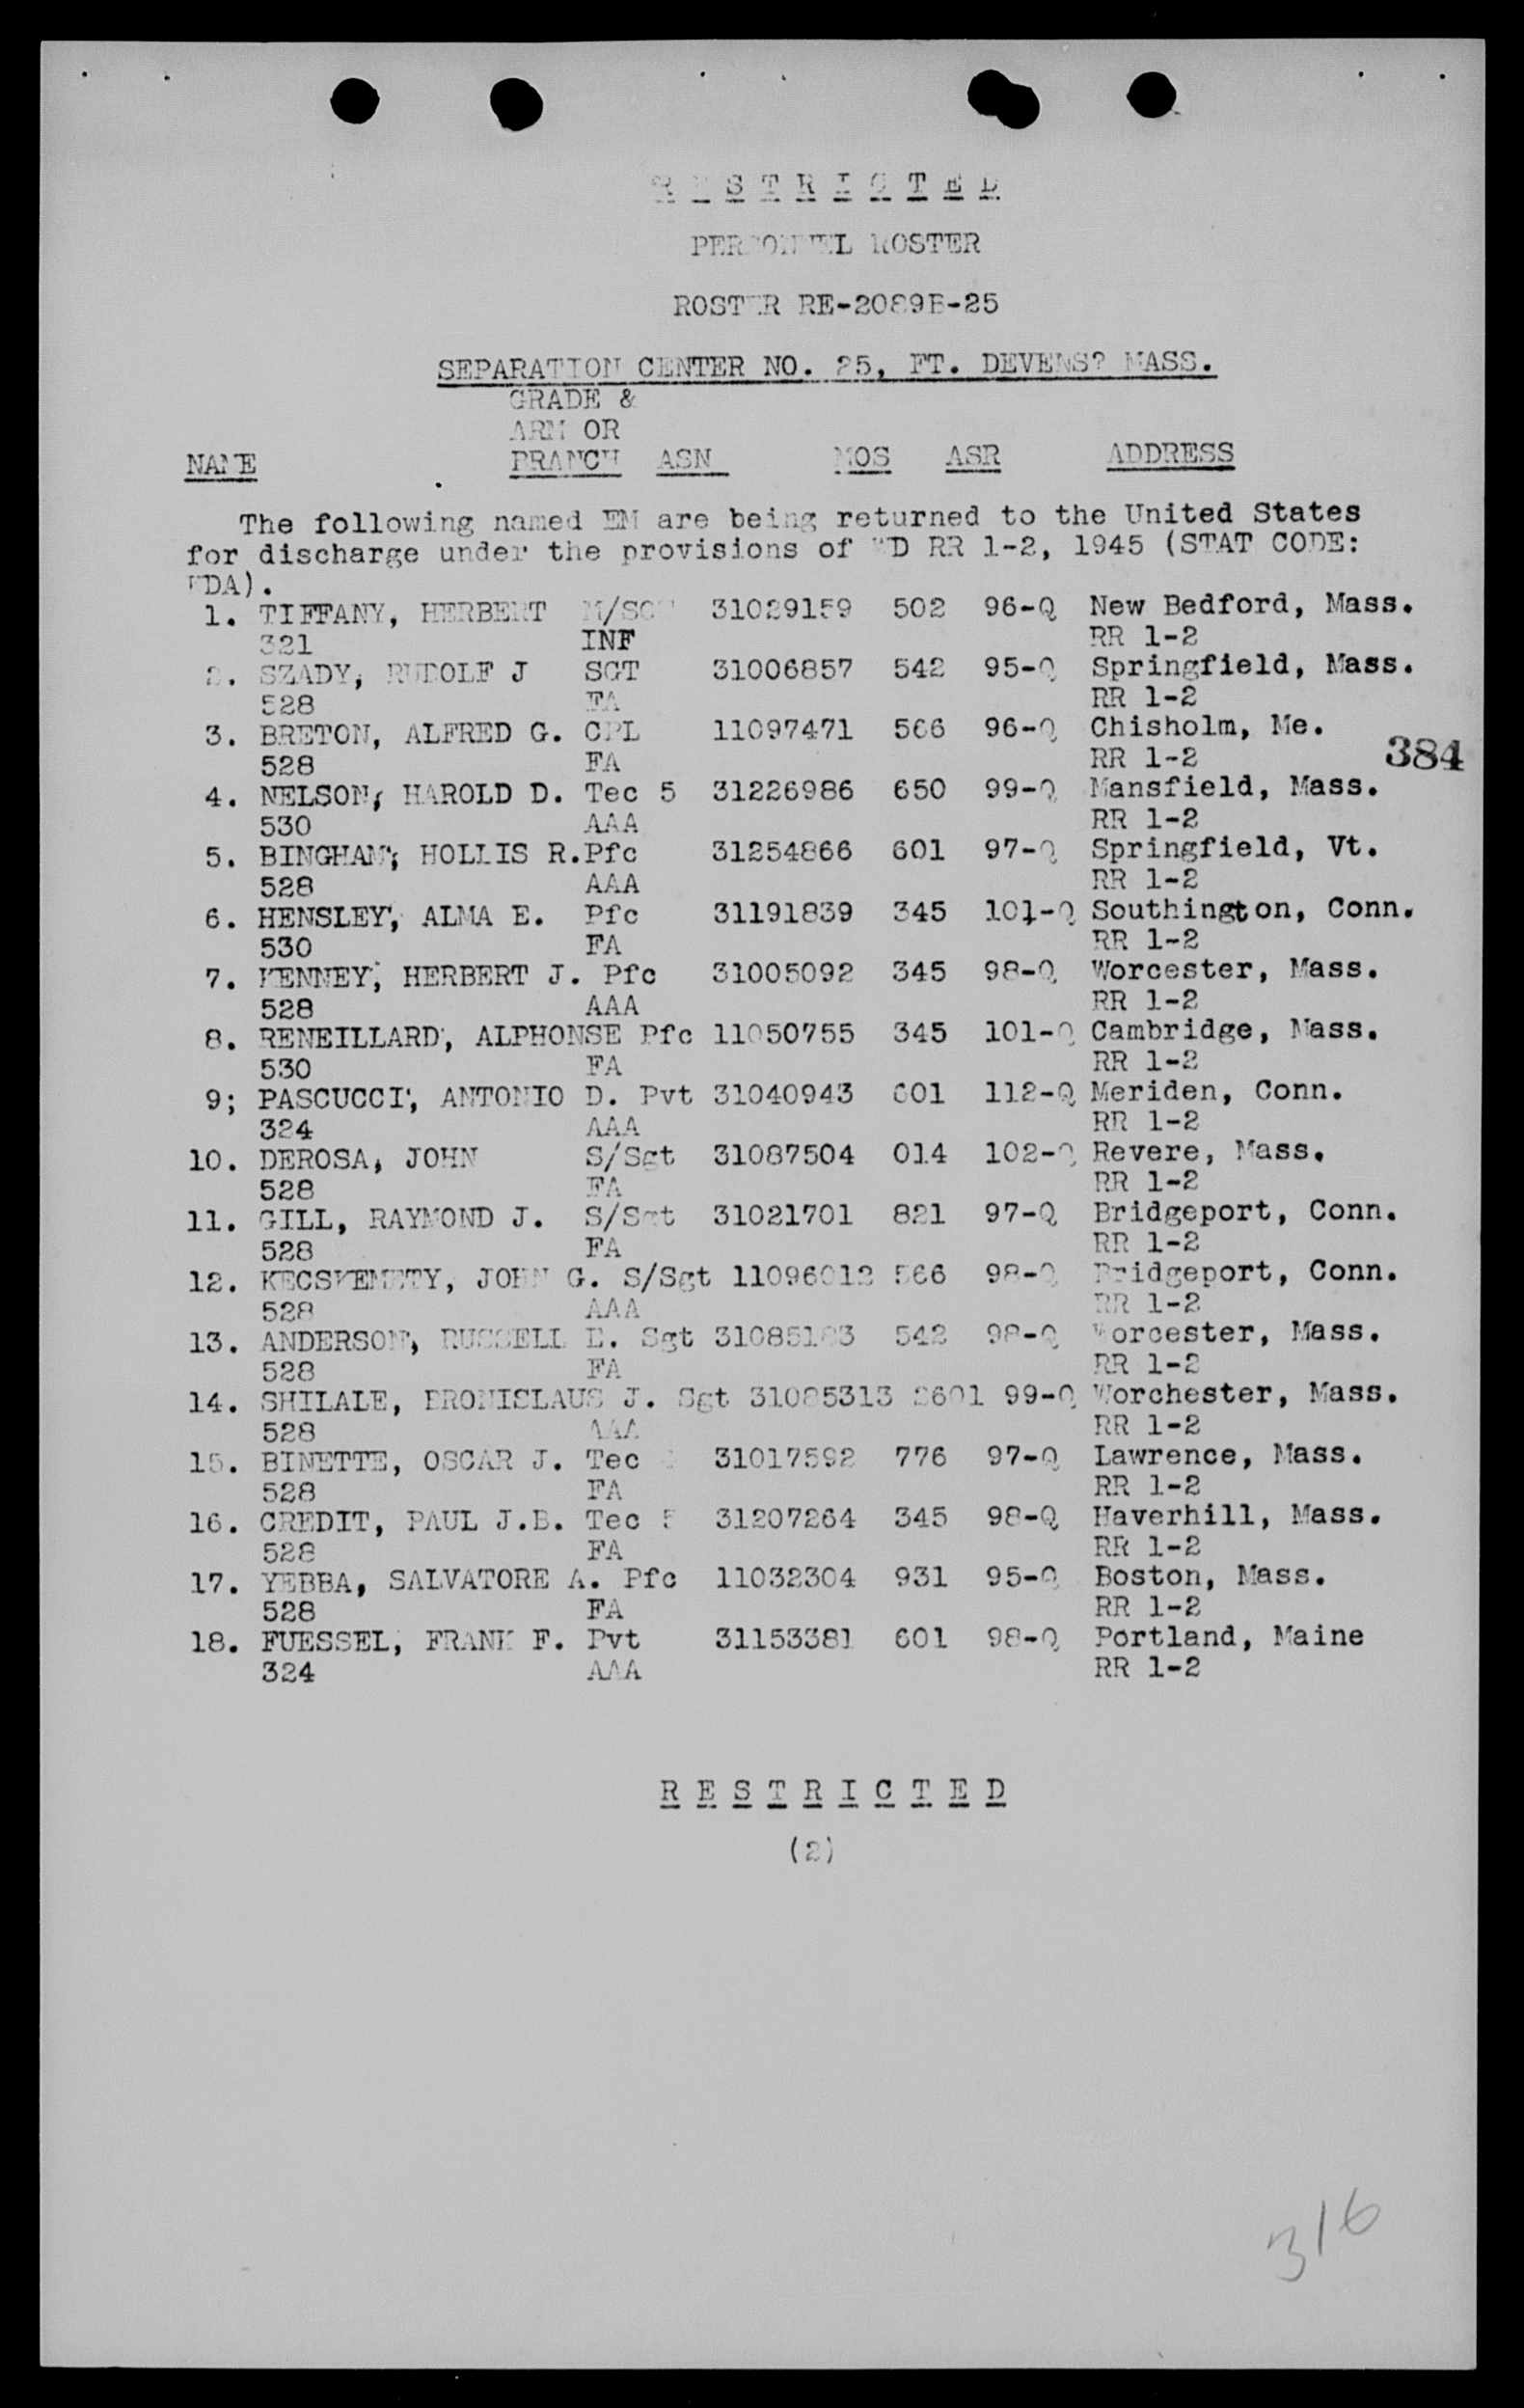 R E S T R I C T E D
PERSONNEL ROSTER
ROSTER RE-2089B-25
SEPARATION CENTER NO. 25, FT. DEVENS? MASS.
GRADE &
ARM OR
NAME BRANCH ASN MOS ASR ADDRESS
The following named EM are being returned to the United States
for discharge under the provisions of WD RR 1-2, 1945 (STAT CODE:
DA).
1. TIFFANY, HERBERT M/SGT 31029159 502 96-Q New Bedford, Mass.
321 INF RR 1-2
2. SZADY, RUDOLF J SGT 31006857 542 95-Q Springfield, Mass.
528 FA RR 1-2
3. BRETON, ALFRED G. CPL 11097471 566 96-Q Chisholm, Me.
528 FA RR 1-2 384
4. NELSON, HAROLD D. Tec 5 31226986 650 99-Q Mansfield, Mass.
530 AAA RR 1-2
5. BINGHAM, HOLLIS R. Pfc 31254866 601 97-Q Springfield, Vt.
528 AAA RR 1-2
6. HENSLEY, ALMA E. Pfc 31191839 345 101-Q Southington, Conn.
530 FA RR 1-2
7. KENNEY, HERBERT J. Pfc 31005092 345 98-Q Worcester, Mass.
528 AAA RR 1-2
8. RENEILLARD, ALPHONSE Pfc 11050755 345 101-Q Cambridge, Mass.
530 FA RR 1-2
9; PASCUCCI, ANTONIO D. Pvt 31040943 601 112-Q Meriden, Conn.
324 AAA RR 1-2
10. DEROSA, JOHN S/Sgt 31087504 014 102-Q Revere, Mass.
528 FA RR 1-2
11. GILL, RAYMOND J. S/Sgt 31021701 821 97-Q Bridgeport, Conn.
528 FA RR 1-2
12. KECSKEMETY, JOHN G. S/Sgt 11096012 566 98-Q Bridgeport, Conn.
528 AAA RR 1-2
13. ANDERSON, RUSSELL E. Sgt 542 98-Q Worcester, Mass.
528 FA RR 1-2
14. SHILALE, BRONISLAUS J. Sgt 31085313 2601 99-Q Worchester, Mass.
528 AAA RR 1-2
15. BINETTE, OSCAR J. Tec 31017592 776 97-Q Lawrence, Mass.
528 FA RR 1-2
16. CREDIT, PAUL J.B. Tec 5 31207264 345 98-Q Haverhill, Mass.
528 FA RR 1-2
17. YEBBA, SALVATORE A. Pfc 11032304 931 95-Q Boston, Mass.
528 FA RR 1-2
18. FUESSEL, FRANK F. Pvt 31153381 601 98-Q Portland, Maine
324 AAA RR 1-2
R E S T R I C T E D
(2)
316